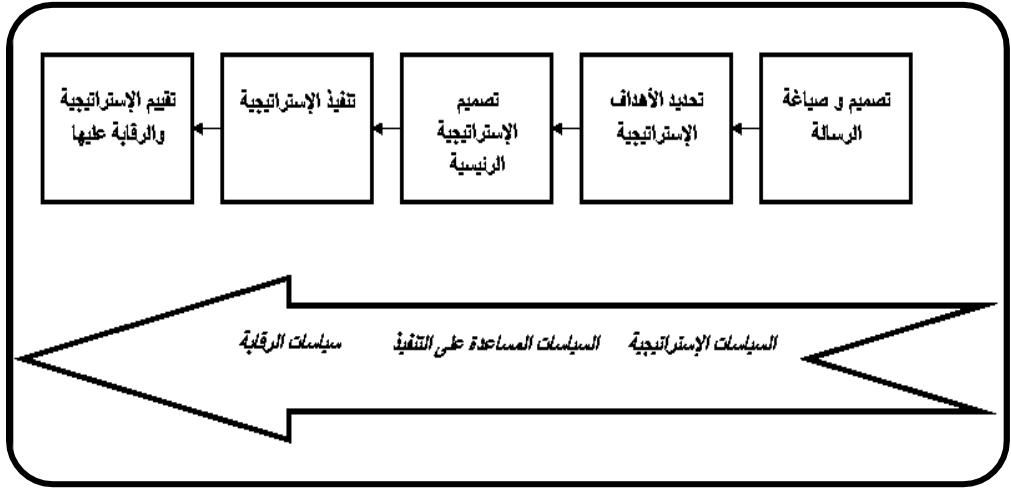 تصميم و صياغة
الرسالة
تحديد الأهداف
الإستراتيجية
تصميم
الإستراتيجية
الرئيسية
تنفيذ الإستراتيجية
تقييم الإستراتيجية
والرقابة عليها
السياسات الإستراتيجية
السياسات المساعدة على التنفيذ
سياسات الرقابة